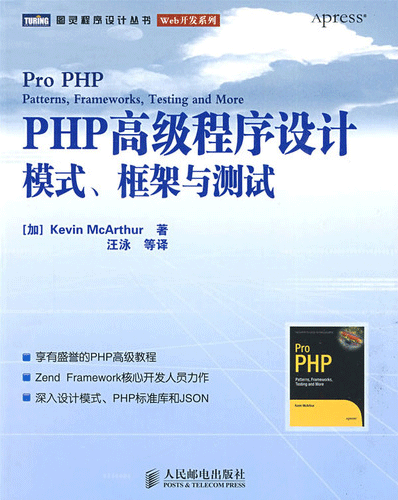 TURING 图灵程序设计丛书 Web开发系列 Apress®
Pro PHP
Patterns, Frameworks, Testing and More
PHP高级程序设计
模式、框架与测试
[加] Kevin McArthur 著
汪泳 等译
享有盛誉的PHP高级教程
Zend Framework核心开发人员力作
深入设计模式、PHP标准库和JSON
Pro
PHP
Patterns, Frameworks,
Testing and More
Kevin McArthur
人民邮电出版社
POSTS & TELECOM PRESS